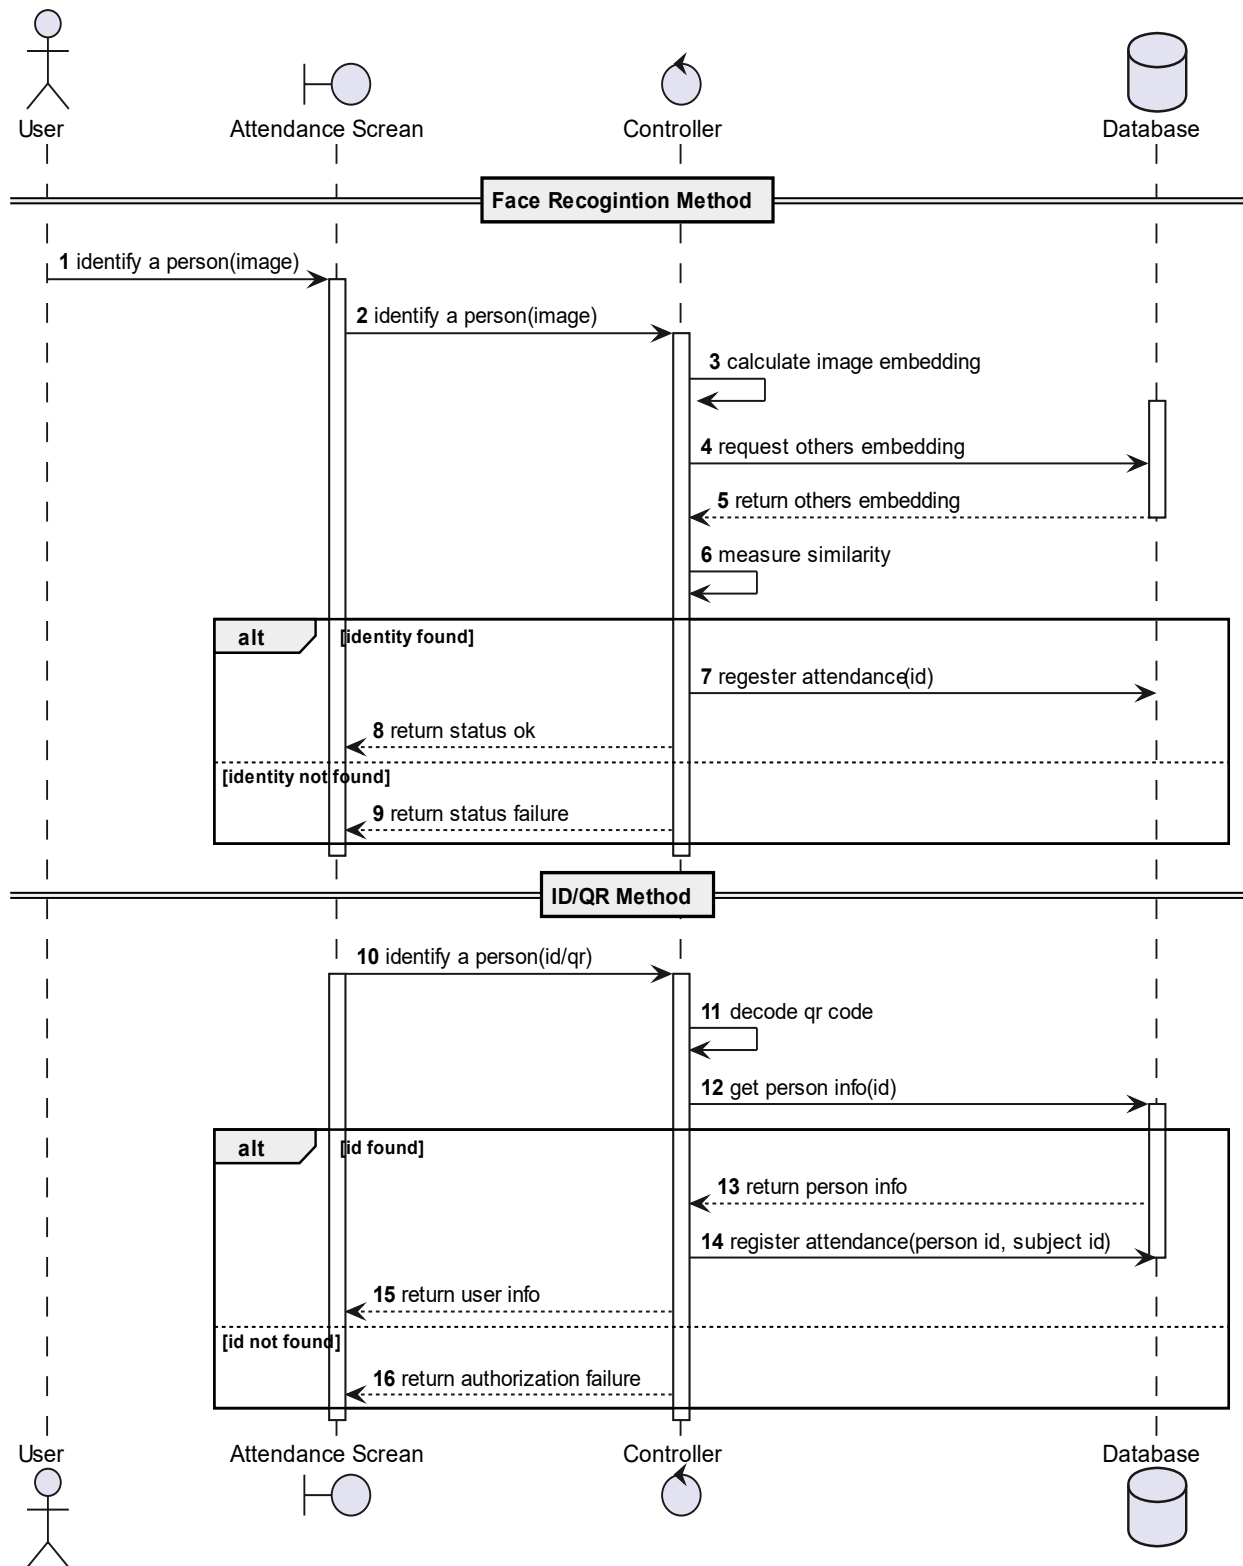 User
Attendance Screan
Controller
Database
Face Recogintion Method
1 identify a person(image)
2 identify a person(image)
3 calculate image embedding
4 request others embedding
5 return others embedding
6 measure similarity
alt [identity found]
7 regester attendance(id)
8 return status ok
[identity not found]
9 return status failure
ID/QR Method
10 identify a person(id/qr)
11 decode qr code
12 get person info(id)
alt [id found]
13 return person info
14 register attendance(person id, subject id)
15 return user info
[id not found]
16 return authorization failure
User
Attendance Screan
Controller
Database